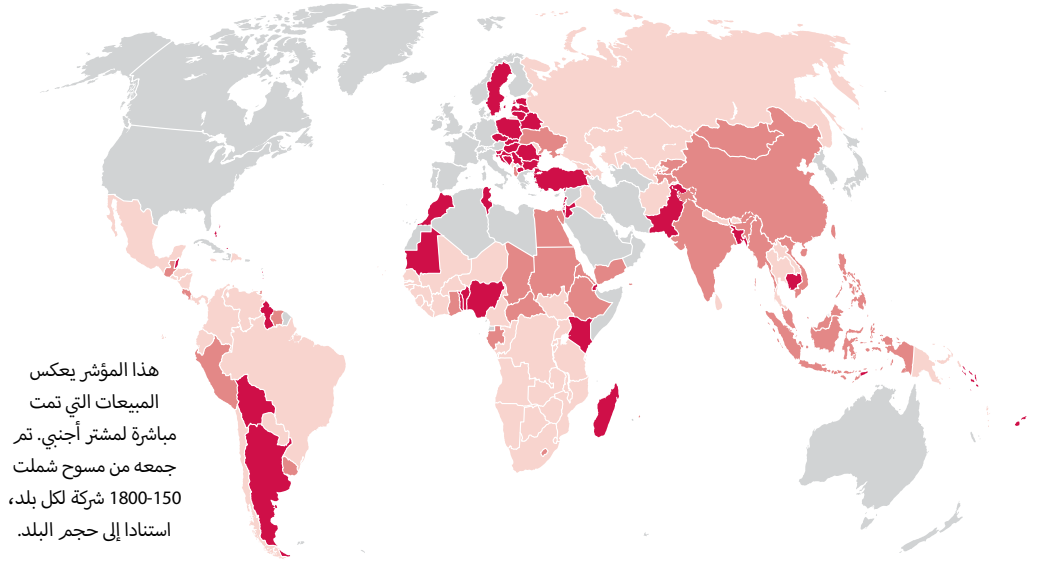 هذا المؤشر يعكس
المبيعات التي تمت
مباشرة لمشتر أجنبي. تم
جمعه من مسوح شملت
150-1800 شركة لكل بلد،
استنادا إلى حجم البلد.